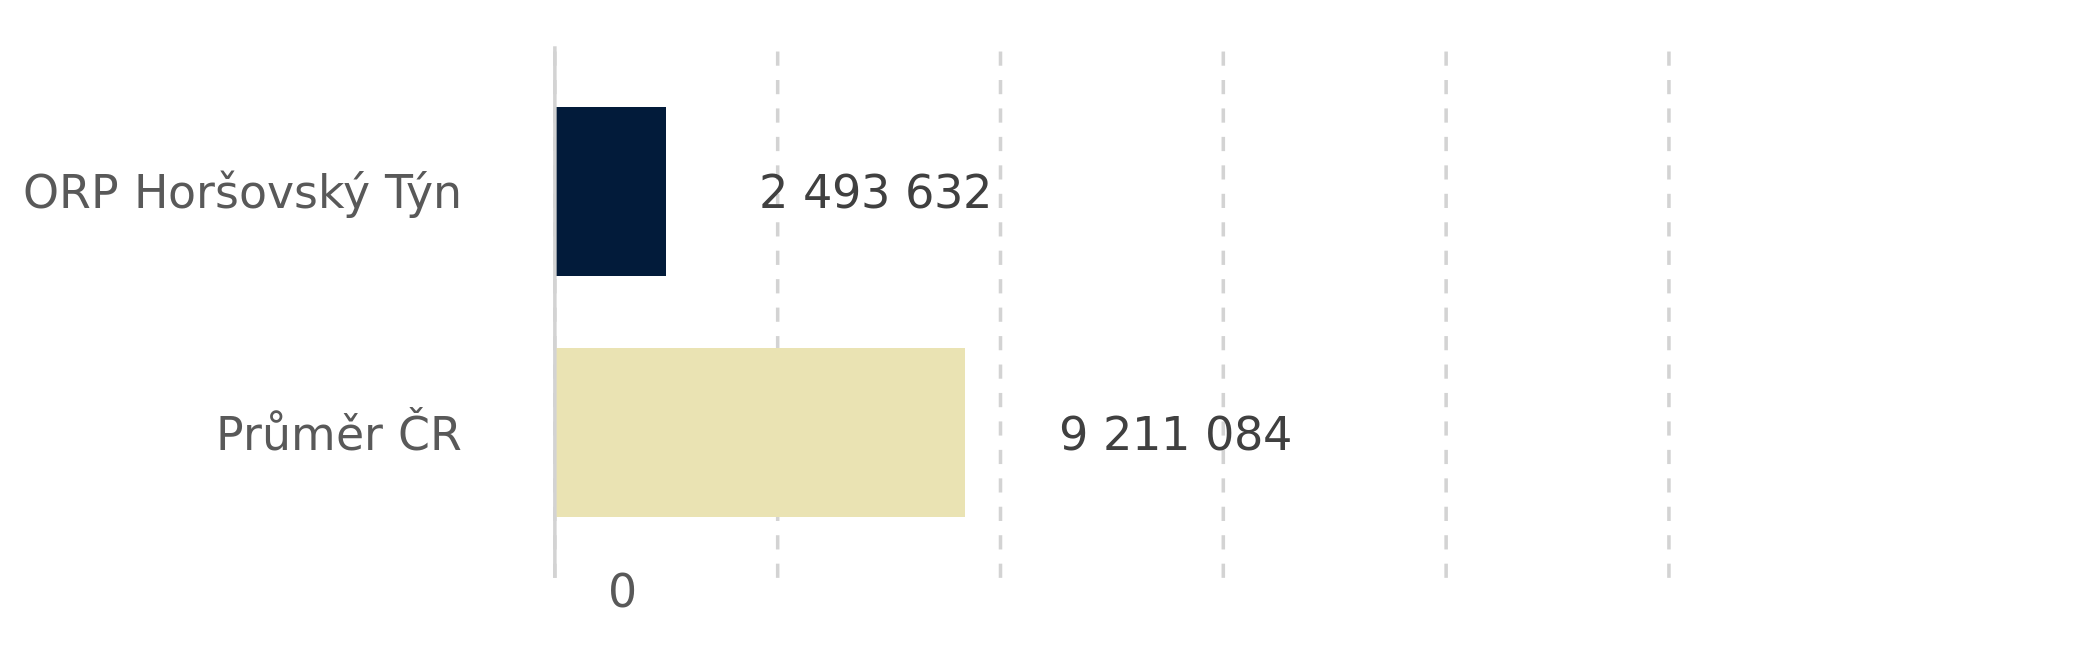 ORP Horšovský Týn 2 493 632
Průměr ČR 9 211 084
0